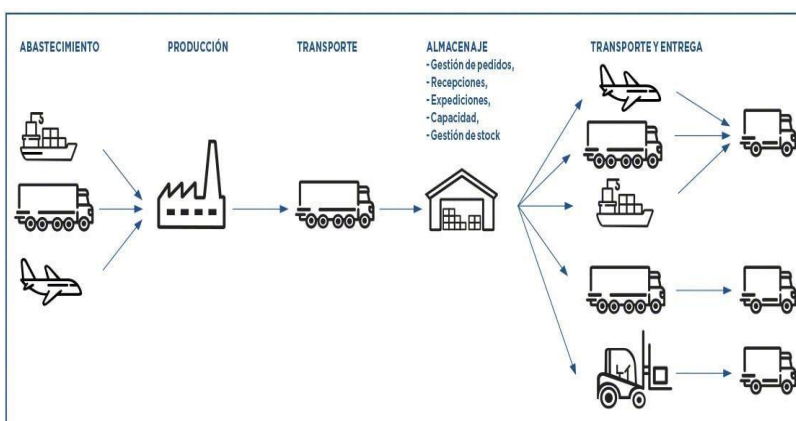 ABASTECIMIENTO
PRODUCCIÓN
TRANSPORTE
ALMACENAJE
- Gestión de pedidos,
- Recepciones,
- Expediciones,
- Capacidad,
- Gestión de stock
TRANSPORTE Y ENTREGA